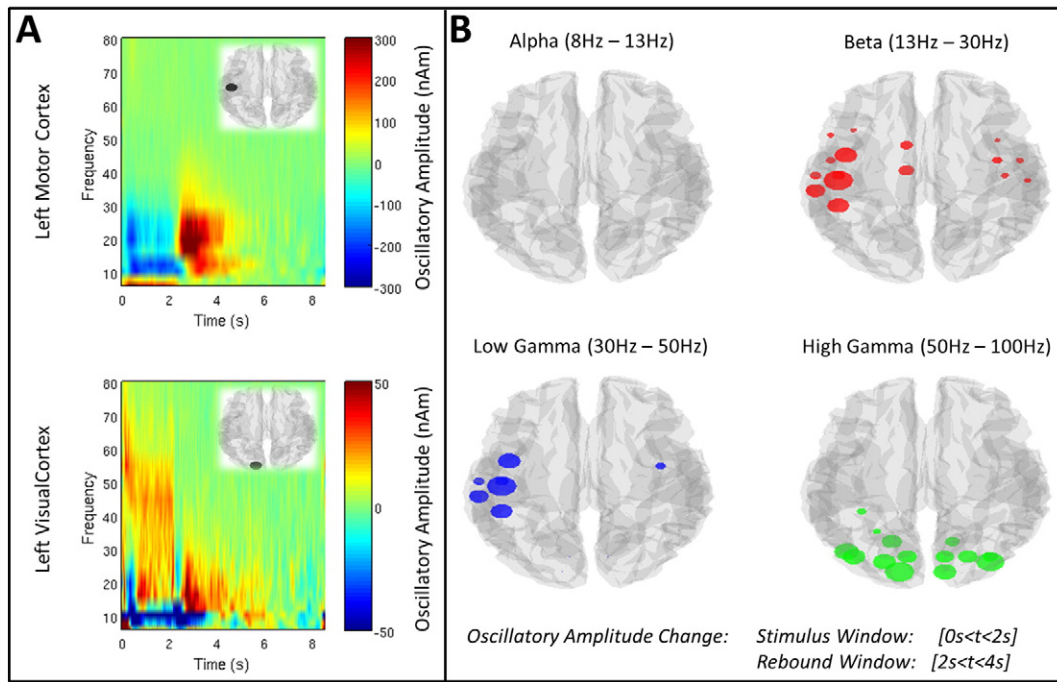 A
Left Motor Cortex
Frequency
80
70
60
50
40
30
20
10
0 2 4 6 8
Time (s)
300
200
100
0
-100
-200
-300
Oscillatory Amplitude (nAm)
Left VisualCortex
Frequency
80
70
60
50
40
30
20
10
0 2 4 6 8
Time (s)
50
0
-50
Oscillatory Amplitude (nAm)
B
Alpha (8Hz – 13Hz)
Beta (13Hz – 30Hz)
Low Gamma (30Hz – 50Hz)
High Gamma (50Hz – 100Hz)
Oscillatory Amplitude Change: Stimulus Window: [0s<t<2s]
Rebound Window: [2s<t<4s]